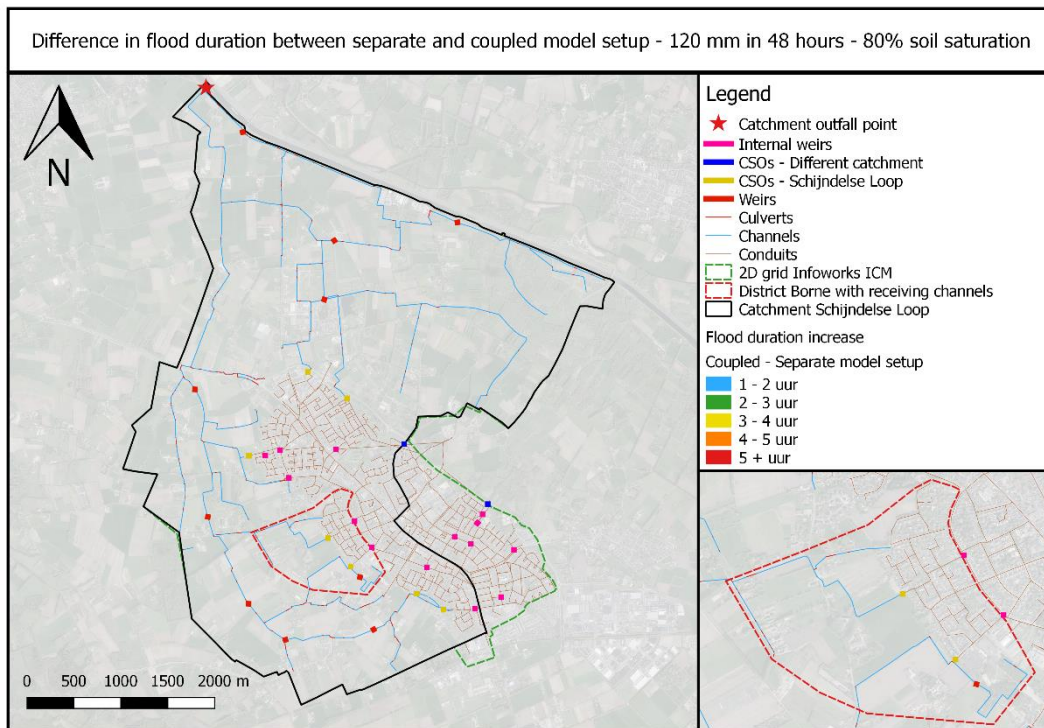 Difference in flood duration between separate and coupled model setup - 120 mm in 48 hours - 80% soil saturation
N
0 500 1000 1500 2000 m
Legend
Catchment outfall point
Internal weirs
CSOs - Different catchment
CSOs - Schijndelse Loop
Weirs
Culverts
Channels
Conduits
2D grid Infoworks ICM
District Borne with receiving channels
Catchment Schijndelse Loop
Flood duration increase
Coupled - Separate model setup
1 - 2 uur
2 - 3 uur
3 - 4 uur
4 - 5 uur
5 + uur